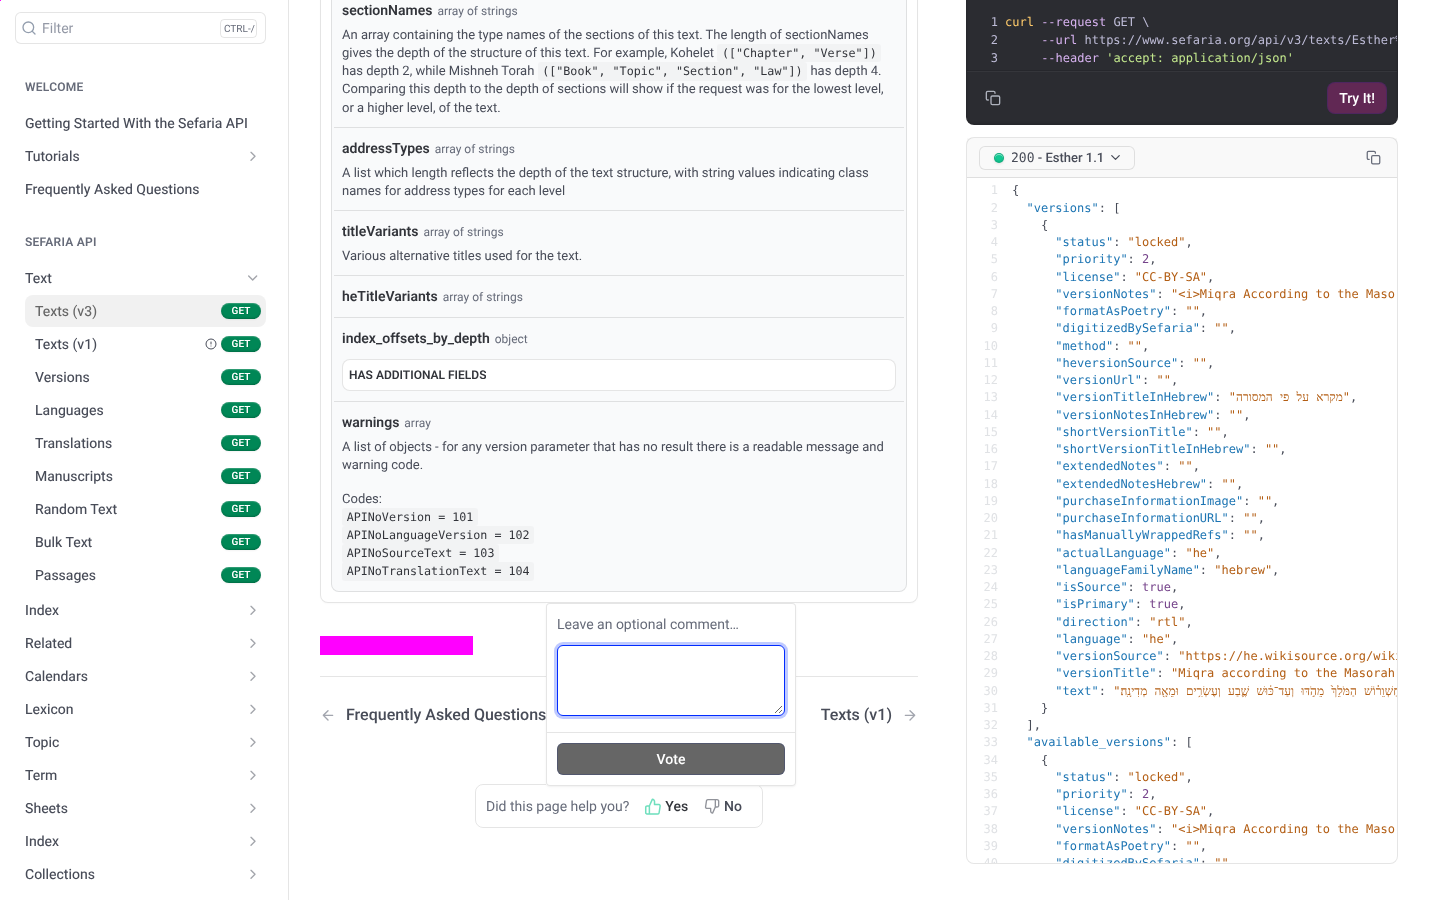 Filter
CTRL-/
WELCOME
Getting Started With the Sefaria API
Tutorials
Frequently Asked Questions
SEFARIA API
Text
Texts (v3) GET
Texts (v1) GET
Versions GET
Languages GET
Translations GET
Manuscripts GET
Random Text GET
Bulk Text GET
Passages GET
Index
Related
Calendars
Lexicon
Topic
Term
Sheets
Index
Collections
sectionNames array of strings
An array containing the type names of the sections of this text. The length of sectionNames
gives the depth of the structure of this text. For example, Kohelet (["Chapter", "Verse"])
has depth 2, while Mishneh Torah (["Book", "Topic", "Section", "Law"]) has depth 4.
Comparing this depth to the depth of sections will show if the request was for the lowest level,
or a higher level, of the text.
addressTypes array of strings
A list which length reflects the depth of the text structure, with string values indicating class
names for address types for each level
titleVariants array of strings
Various alternative titles used for the text.
heTitleVariants array of strings
index_offsets_by_depth object
HAS ADDITIONAL FIELDS
warnings array
A list of objects - for any version parameter that has no result there is a readable message and
warning code.
Codes:
APINoVersion = 101
APINoLanguageVersion = 102
APINoSourceText = 103
APINoTranslationText = 104
Leave an optional comment...
Vote
Frequently Asked Questions
Texts (v1)
Did this page help you? Yes No
1 curl --request GET \
2 --url https://www.sefaria.org/api/v3/texts/Esther
3 --header 'accept: application/json'
Try It!
200 - Esther 1.1
1 {
2 "versions": [
3 {
4 "status": "locked",
5 "priority": 2,
6 "license": "CC-BY-SA",
7 "versionNotes": "<i>Miqra According to the Maso
8 "formatAsPoetry": "",
9 "digitizedBySefaria": "",
10 "method": "",
11 "heversionSource": "",
12 "versionUrl": "",
13 "versionTitleInHebrew": "מקרא על פי המסורה",
14 "versionNotesInHebrew": "",
15 "shortVersionTitle": "",
16 "shortVersionTitleInHebrew": "",
17 "extendedNotes": "",
18 "extendedNotesHebrew": "",
19 "purchaseInformationImage": "",
20 "purchaseInformationURL": "",
21 "hasManuallyWrappedRefs": "",
22 "actualLanguage": "he",
23 "languageFamilyName": "hebrew",
24 "isSource": true,
25 "isPrimary": true,
26 "direction": "rtl",
27 "language": "he",
28 "versionSource": "https://he.wikisource.org/wik
29 "versionTitle": "Miqra according to the Masorah
30 "text": "
31 }
32 ],
33 "available_versions": [
34 {
35 "status": "locked",
36 "priority": 2,
37 "license": "CC-BY-SA",
38 "versionNotes": "<i>Miqra According to the Maso
39 "formatAsPoetry": "",
40 "digitizedBySefaria": ""